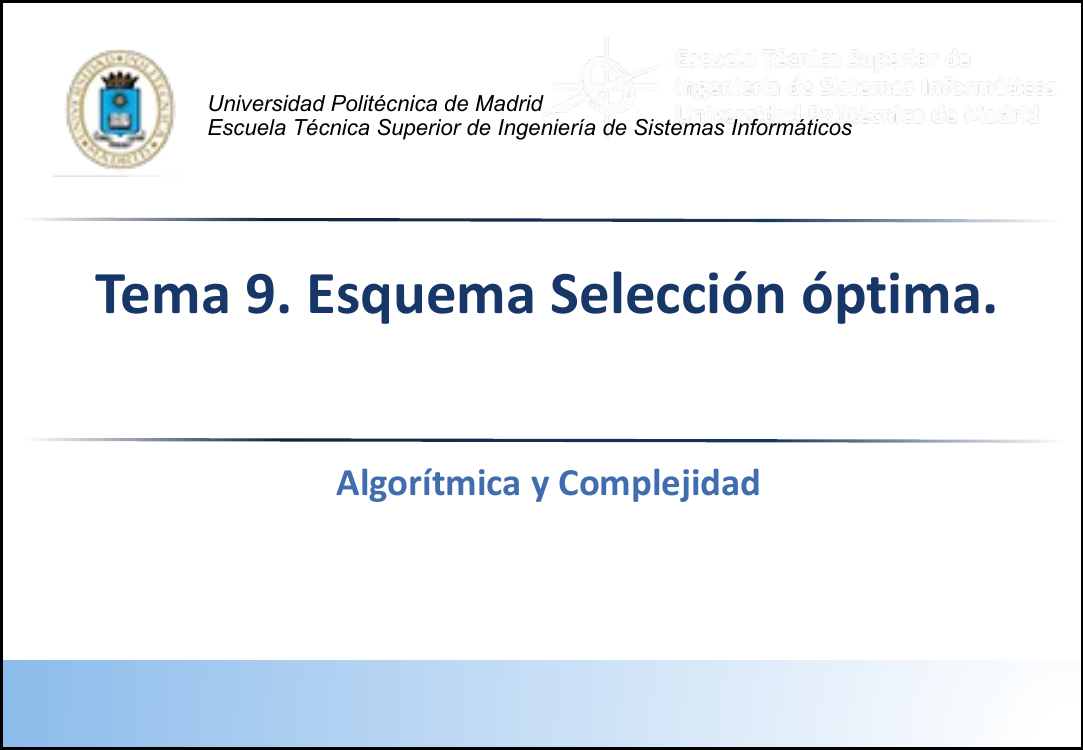 Universidad Politécnica de Madrid
Escuela Técnica Superior de Ingeniería de Sistemas Informáticos
Escuela Técnica Superior de
Ingeniería de Sistemas Informáticos
Universidad Politécnica de Madrid
Tema 9. Esquema Selección óptima.
Algorítmica y Complejidad